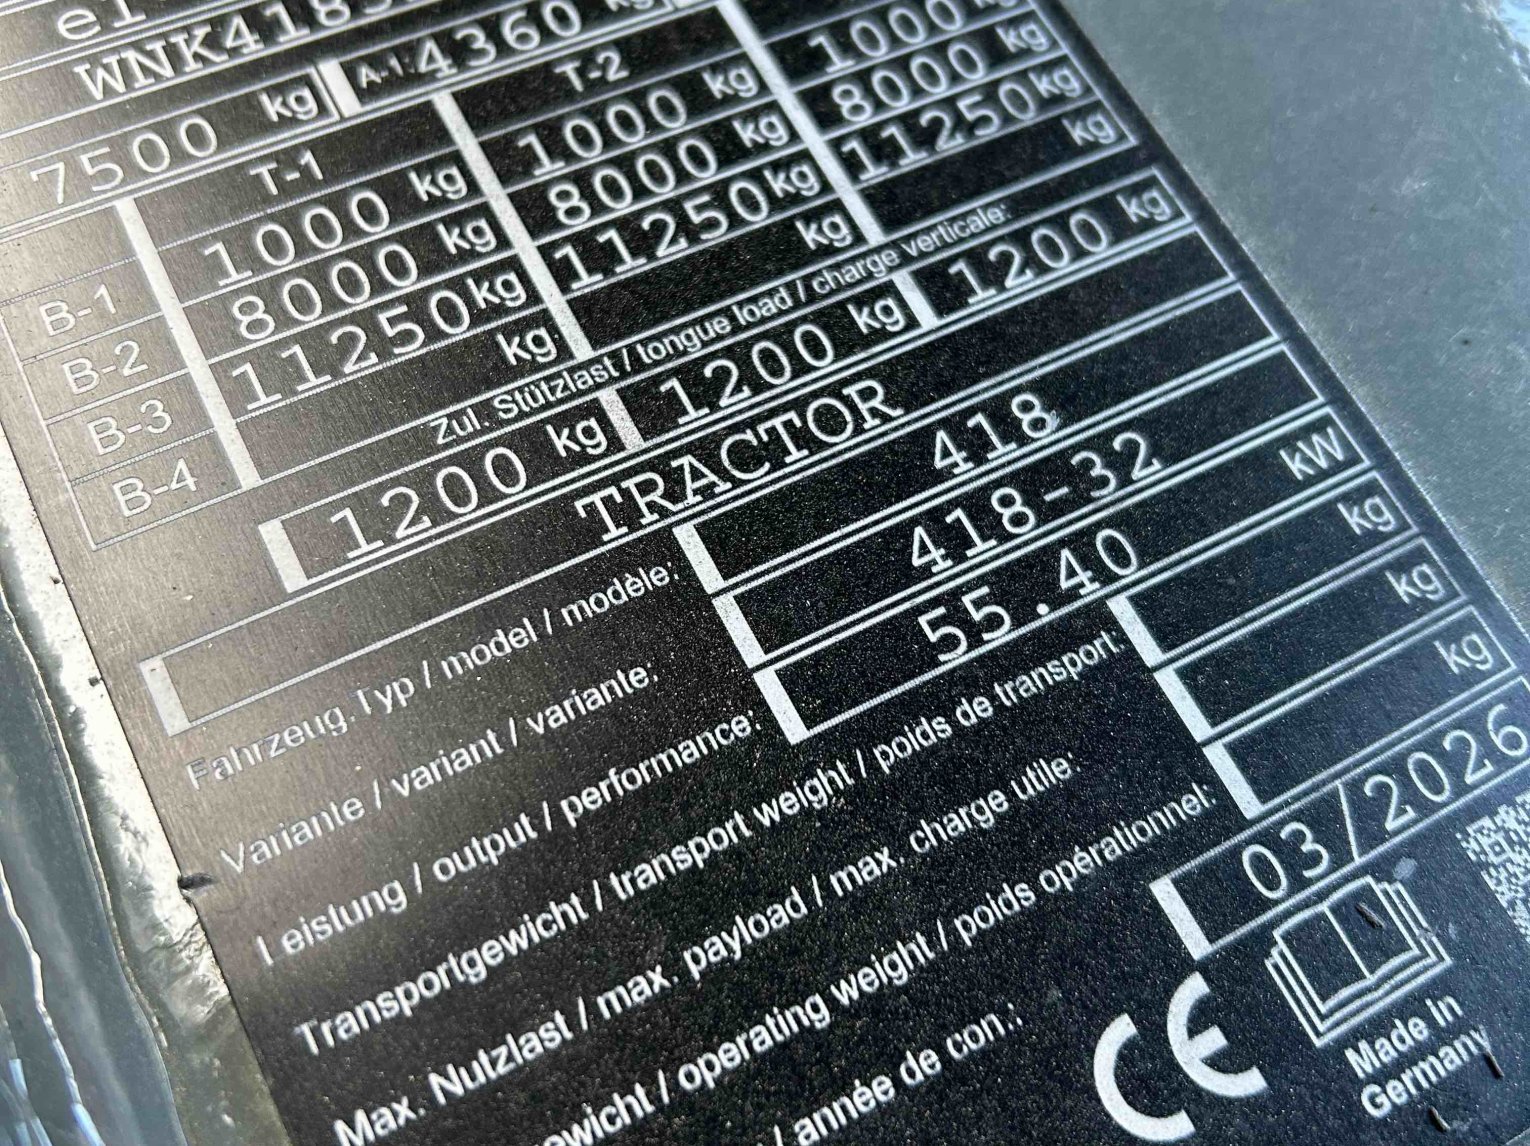 e1
WNK418
7500 kg A-1: 4360 kg
T-1 T-2
B-1 1000 kg 1000 kg 1000 kg
B-2 8000 kg 8000 kg 8000 kg
B-3 11250 kg 11250 kg 11250 kg
B-4 kg kg kg
Zul. Stützlast / tongue load / charge verticale:
1200 kg 1200 kg 1200 kg
TRACTOR
Fahrzeug.Typ / model / modèle: 418
Variante / variant / variante: 418-32
Leistung / output / performance: 55.40 kW
Transportgewicht / transport weight / poids de transport: kg
Max. Nutzlast / max. payload / max. charge utile: kg
ewicht / operating weight / poids opérationnel: kg
/ année de con.: 03/2026
CE
Made in
Germany